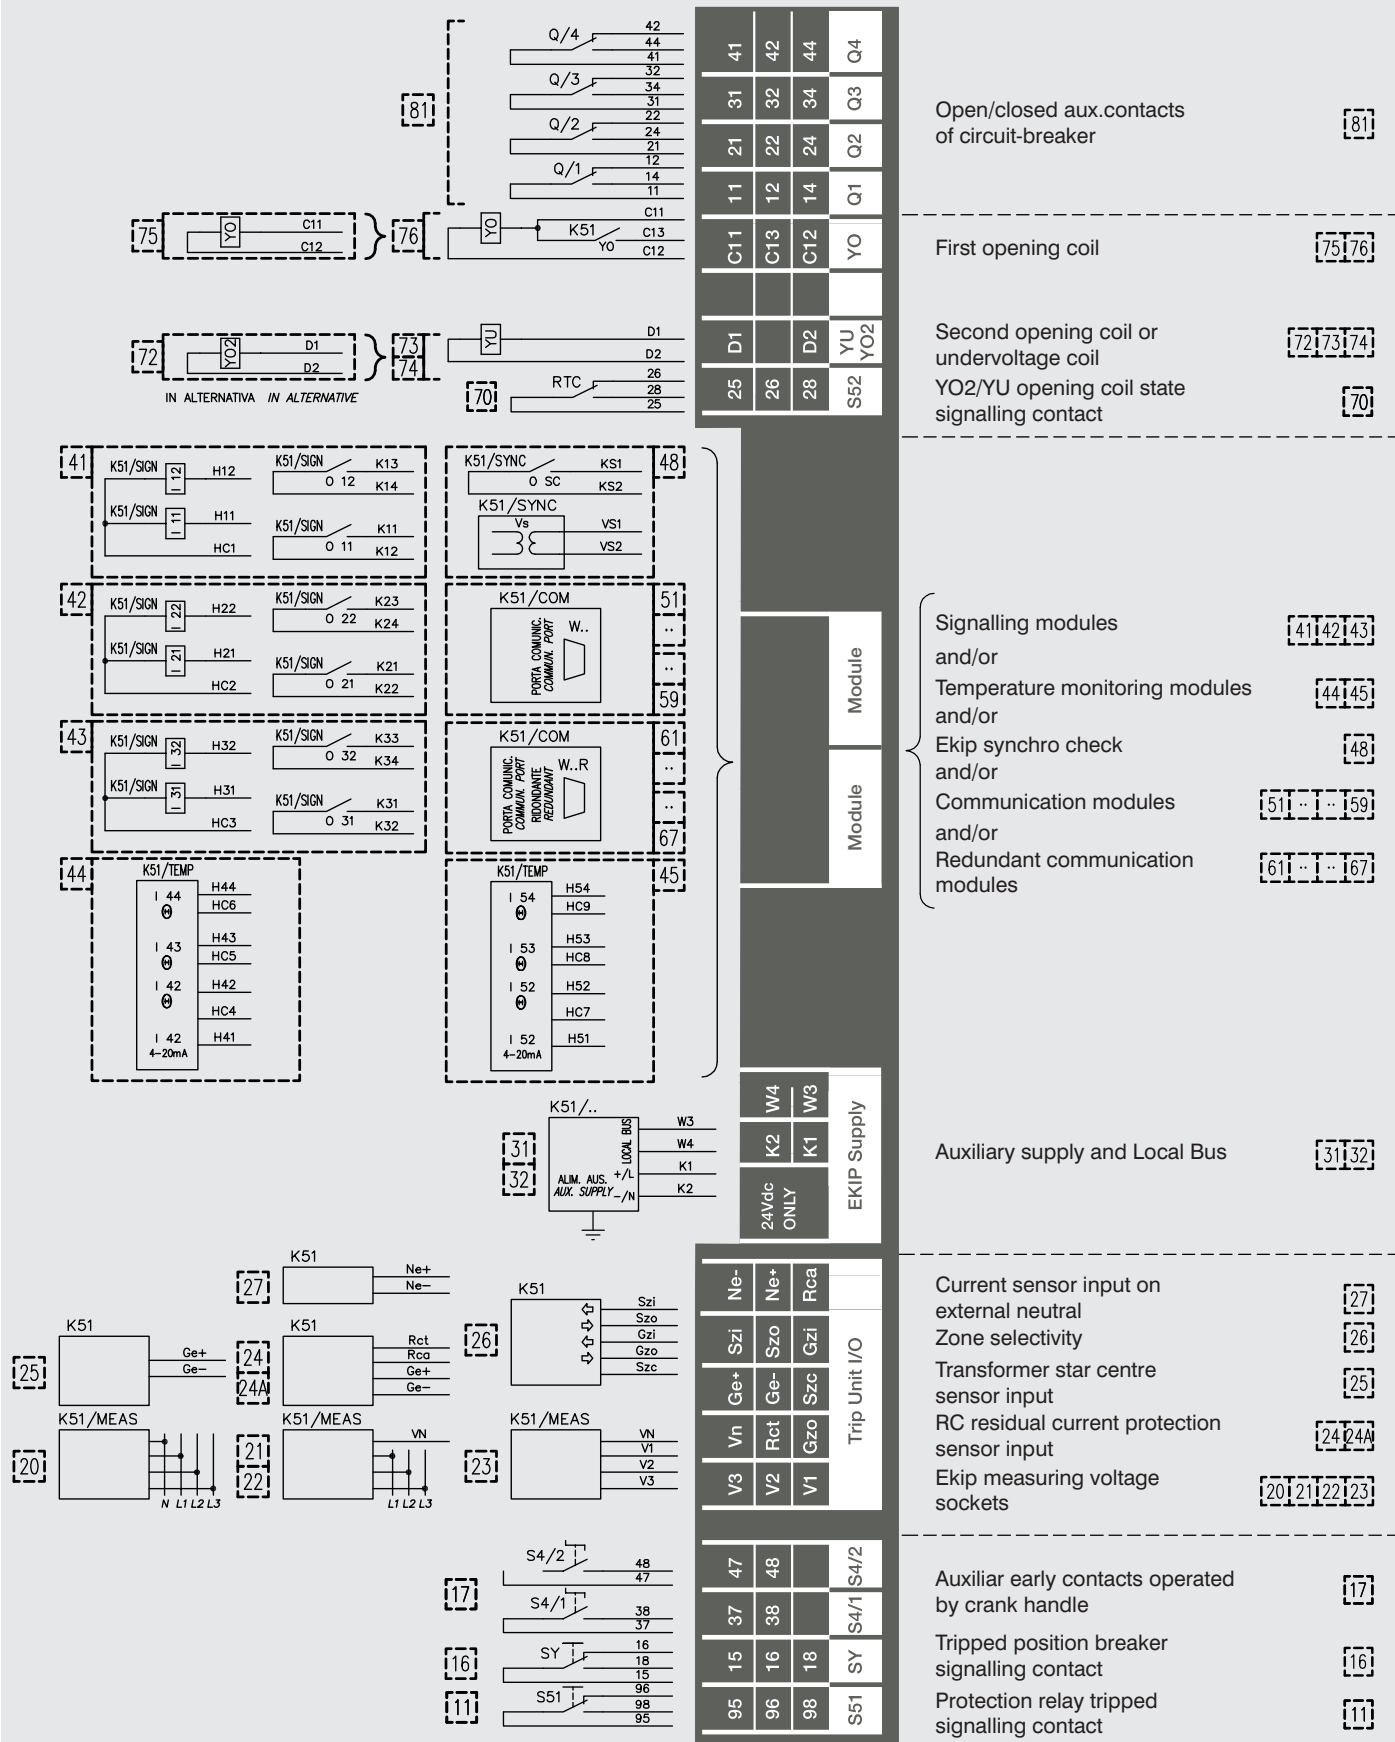 81
Q/4
42
44
41
Q/3
32
34
31
Q/2
22
24
21
Q/1
12
14
11
41 42 44 Q4
31 32 34 Q3
21 22 24 Q2
11 12 14 Q1
Open/closed aux.contacts
of circuit-breaker
81
75
YO
C11
C12
76
YO
K51
YO
C11
C13
C12
C11 C13 C12 YO
First opening coil
75 76
72
YO2
D1
D2
IN ALTERNATIVA IN ALTERNATIVE
73
74
YU
D1
D2
D1 D2 YU
YO2
Second opening coil or
undervoltage coil
72 73 74
70
RTC
26
28
25
25 26 28 S52
YO2/YU opening coil state
signalling contact
70
41
K51/SIGN
I 12
H12
K51/SIGN
I 11
H11
HC1
K51/SIGN
O 12
K13
K14
K51/SIGN
O 11
K11
K12
48
K51/SYNC
O SC
KS1
KS2
K51/SYNC
Vs
VS1
VS2
42
K51/SIGN
I 22
H22
K51/SIGN
I 21
H21
HC2
K51/SIGN
O 22
K23
K24
K51/SIGN
O 21
K21
K22
K51/COM
PORTA COMUNIC.
COMMUN. PORT
W..
51
..
..
59
43
K51/SIGN
I 32
H32
K51/SIGN
I 31
H31
HC3
K51/SIGN
O 32
K33
K34
K51/SIGN
O 31
K31
K32
K51/COM
PORTA COMUNIC.
COMMUN. PORT
RIDONDANTE
REDUNDANT
W..R
61
..
..
67
44
K51/TEMP
I 44
Θ
H44
HC6
I 43
Θ
H43
HC5
I 42
Θ
H42
HC4
I 42
4-20mA
H41
45
K51/TEMP
I 54
Θ
H54
HC9
I 53
Θ
H53
HC8
I 52
Θ
H52
HC7
I 52
4-20mA
H51
Module
Module
Signalling modules
41 42 43
and/or
Temperature monitoring modules
44 45
and/or
Ekip synchro check
48
and/or
Communication modules
51 .. .. 59
and/or
Redundant communication
modules
61 .. .. 67
31
32
K51/..
LOCAL BUS
ALIM. AUS.
AUX. SUPPLY
+/L
-/N
W3
W4
K1
K2
W4 W3
K2 K1
24Vdc
ONLY
EKIP Supply
Auxiliary supply and Local Bus
31 32
27
K51
Ne+
Ne-
25
K51
Ge+
Ge-
24
24A
K51
Rct
Rca
Ge+
Ge-
26
K51
Szi
Szo
Gzi
Gzo
Szc
20
K51/MEAS
N L1 L2 L3
21
22
K51/MEAS
VN
L1 L2 L3
23
K51/MEAS
VN
V1
V2
V3
Ne- Ne+ Rca
Szi Szo Gzi
Ge+ Ge- Szc
Vn Rct Gzo
V3 V2 V1
Trip Unit I/O
Current sensor input on
external neutral
27
Zone selectivity
26
Transformer star centre
sensor input
25
RC residual current protection
sensor input
24 24A
Ekip measuring voltage
sockets
20 21 22 23
17
S4/2
48
47
S4/1
38
37
47 48 S4/2
37 38 S4/1
Auxiliar early contacts operated
by crank handle
17
16
SY
16
18
15
15 16 18 SY
Tripped position breaker
signalling contact
16
11
S51
96
98
95
95 96 98 S51
Protection relay tripped
signalling contact
11